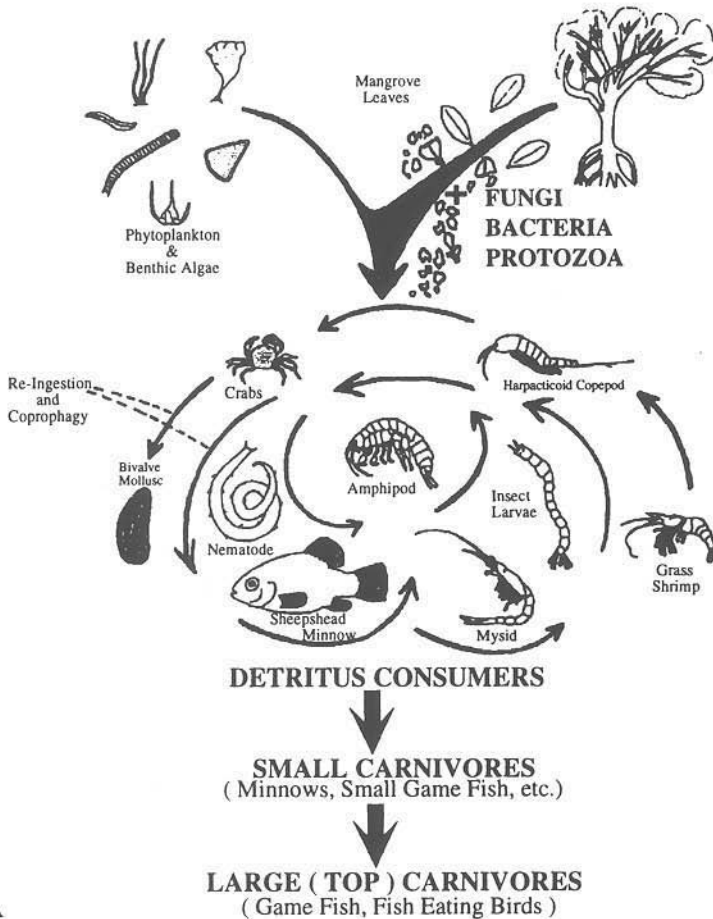 Mangrove
Leaves
+ FUNGI
BACTERIA
PROTOZOA
Phytoplankton
&
Benthic Algae
Re-Ingestion
and
Coprophagy
Crabs
Harpacticoid Copepod
Bivalve
Mollusc
Amphipod
Insect
Larvae
Nematode
Grass
Shrimp
Sheepshead
Minnow
Mysid
DETRITUS CONSUMERS
SMALL CARNIVORES
( Minnows, Small Game Fish, etc.)
LARGE ( TOP ) CARNIVORES
( Game Fish, Fish Eating Birds )